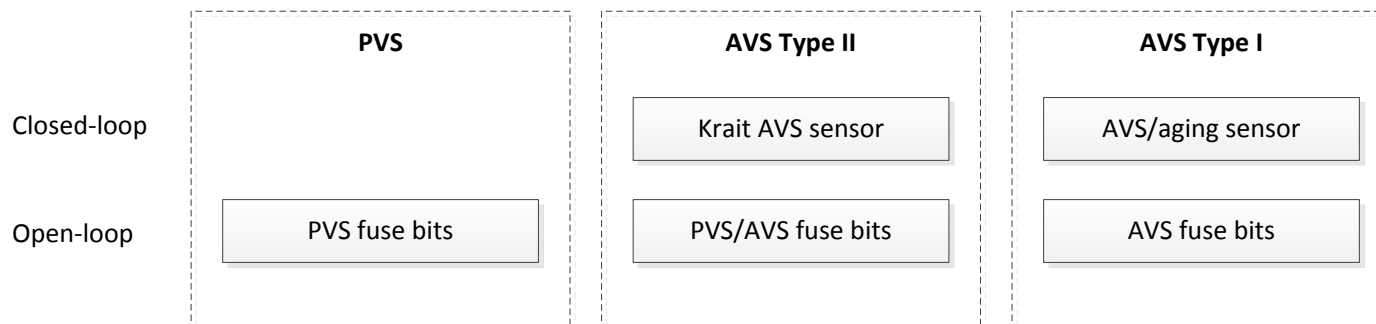 PVS
AVS Type II
AVS Type I
Closed-loop
Krait AVS sensor
AVS/aging sensor
Open-loop
PVS fuse bits
PVS/AVS fuse bits
AVS fuse bits